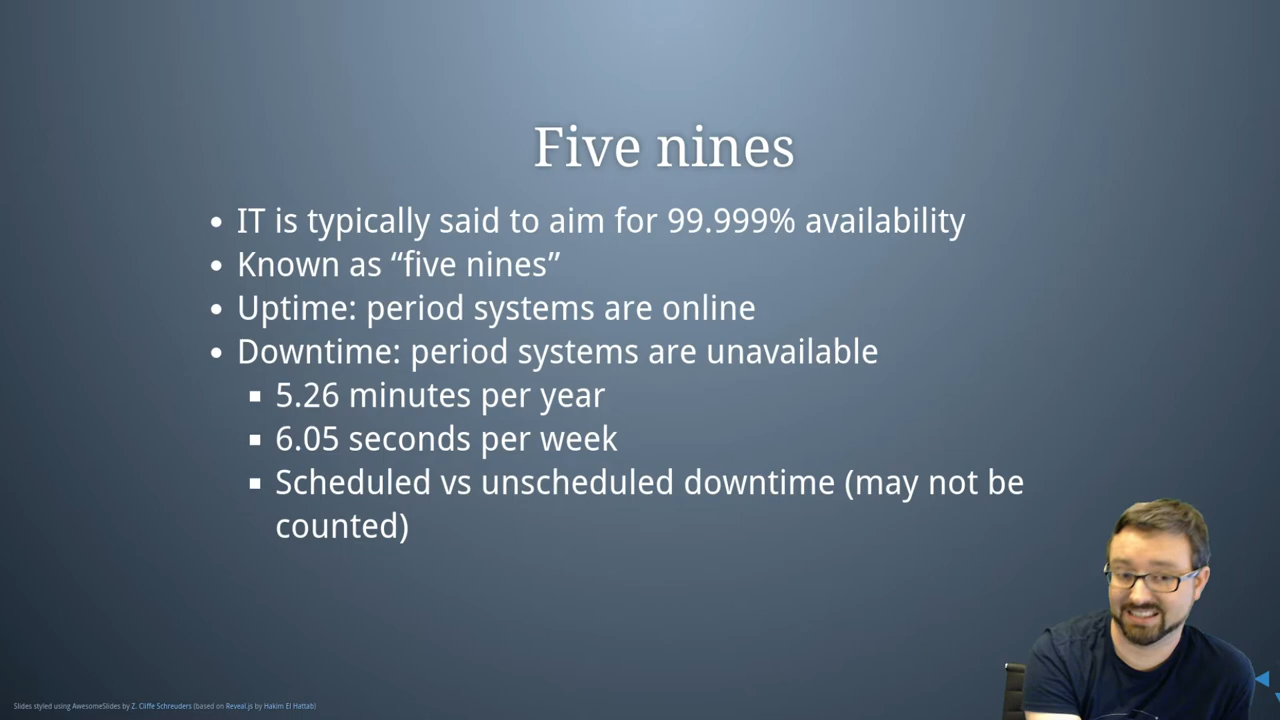 Five nines
• IT is typically said to aim for 99.999% availability
• Known as “five nines”
• Uptime: period systems are online
• Downtime: period systems are unavailable
▪ 5.26 minutes per year
▪ 6.05 seconds per week
▪ Scheduled vs unscheduled downtime (may not be
counted)
Slides styled using AwesomeSlides by Z. Cliffe Schreuders (based on Reveal.js by Hakim El Hattab)